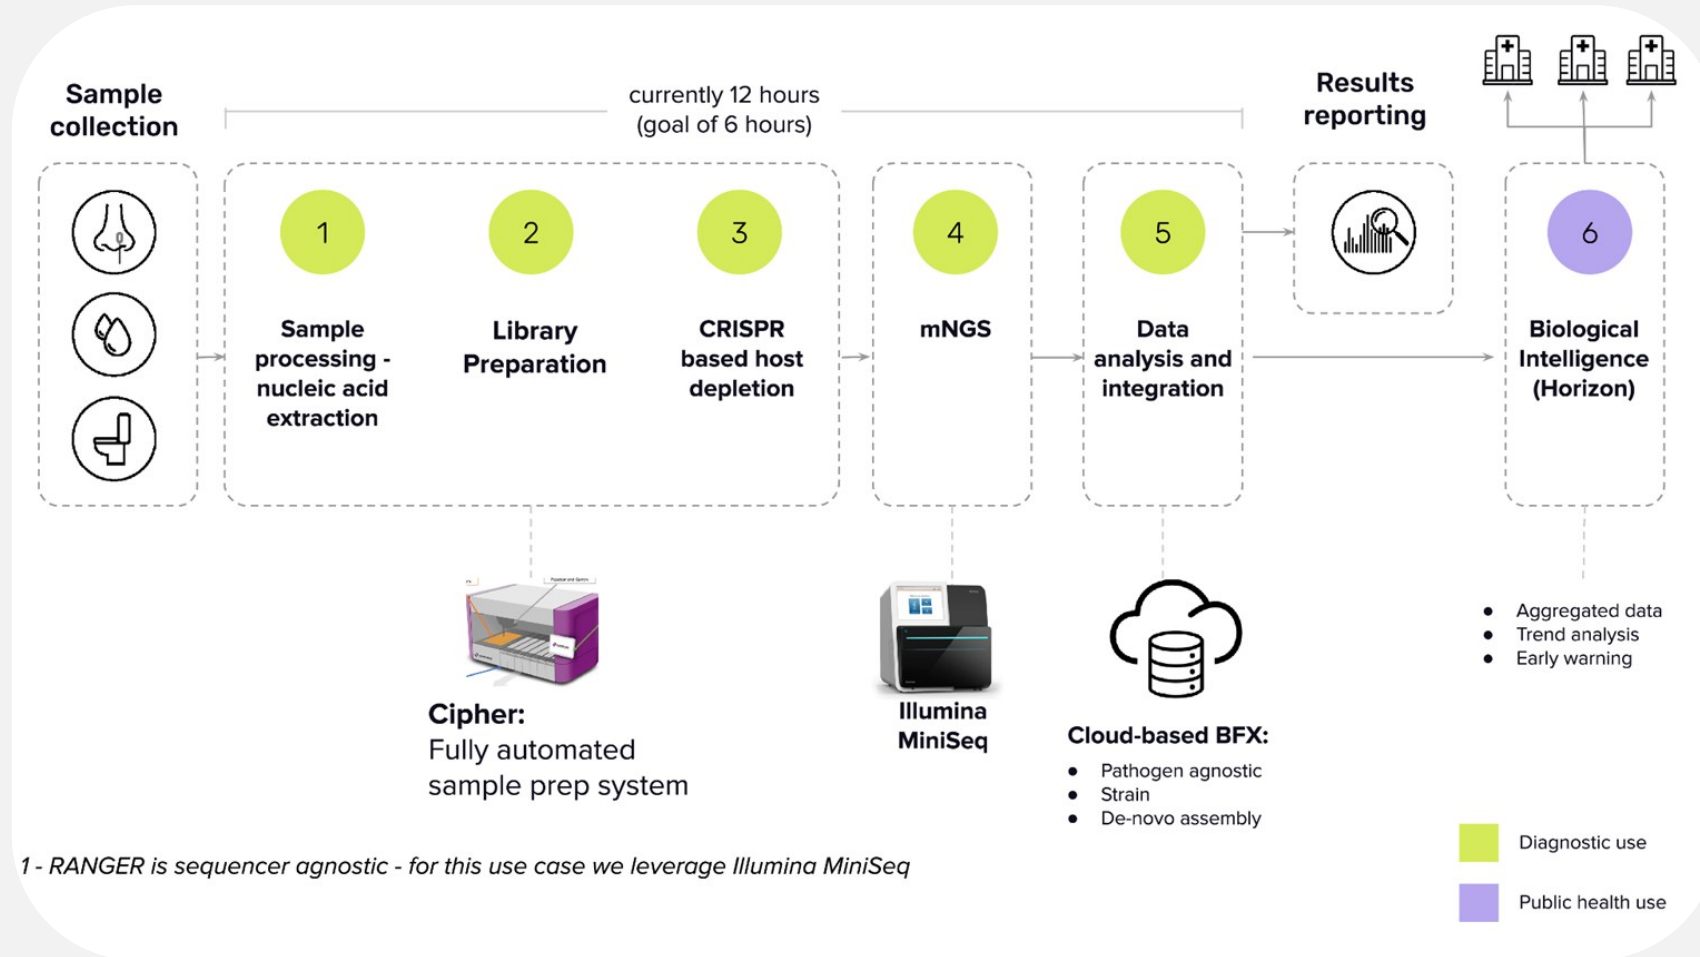 Sample
collection
currently 12 hours
(goal of 6 hours)
Results
reporting
1
2
3
4
5
6
Sample
processing -
nucleic acid
extraction
Library
Preparation
CRISPR
based host
depletion
mNGS
Data
analysis and
integration
Biological
Intelligence
(Horizon)
Cipher:
Fully automated
sample prep system
Illumina
MiniSeq
Cloud-based BFX:
● Pathogen agnostic
● Strain
● De-novo assembly
● Aggregated data
● Trend analysis
● Early warning
1 - RANGER is sequencer agnostic - for this use case we leverage Illumina MiniSeq
Diagnostic use
Public health use